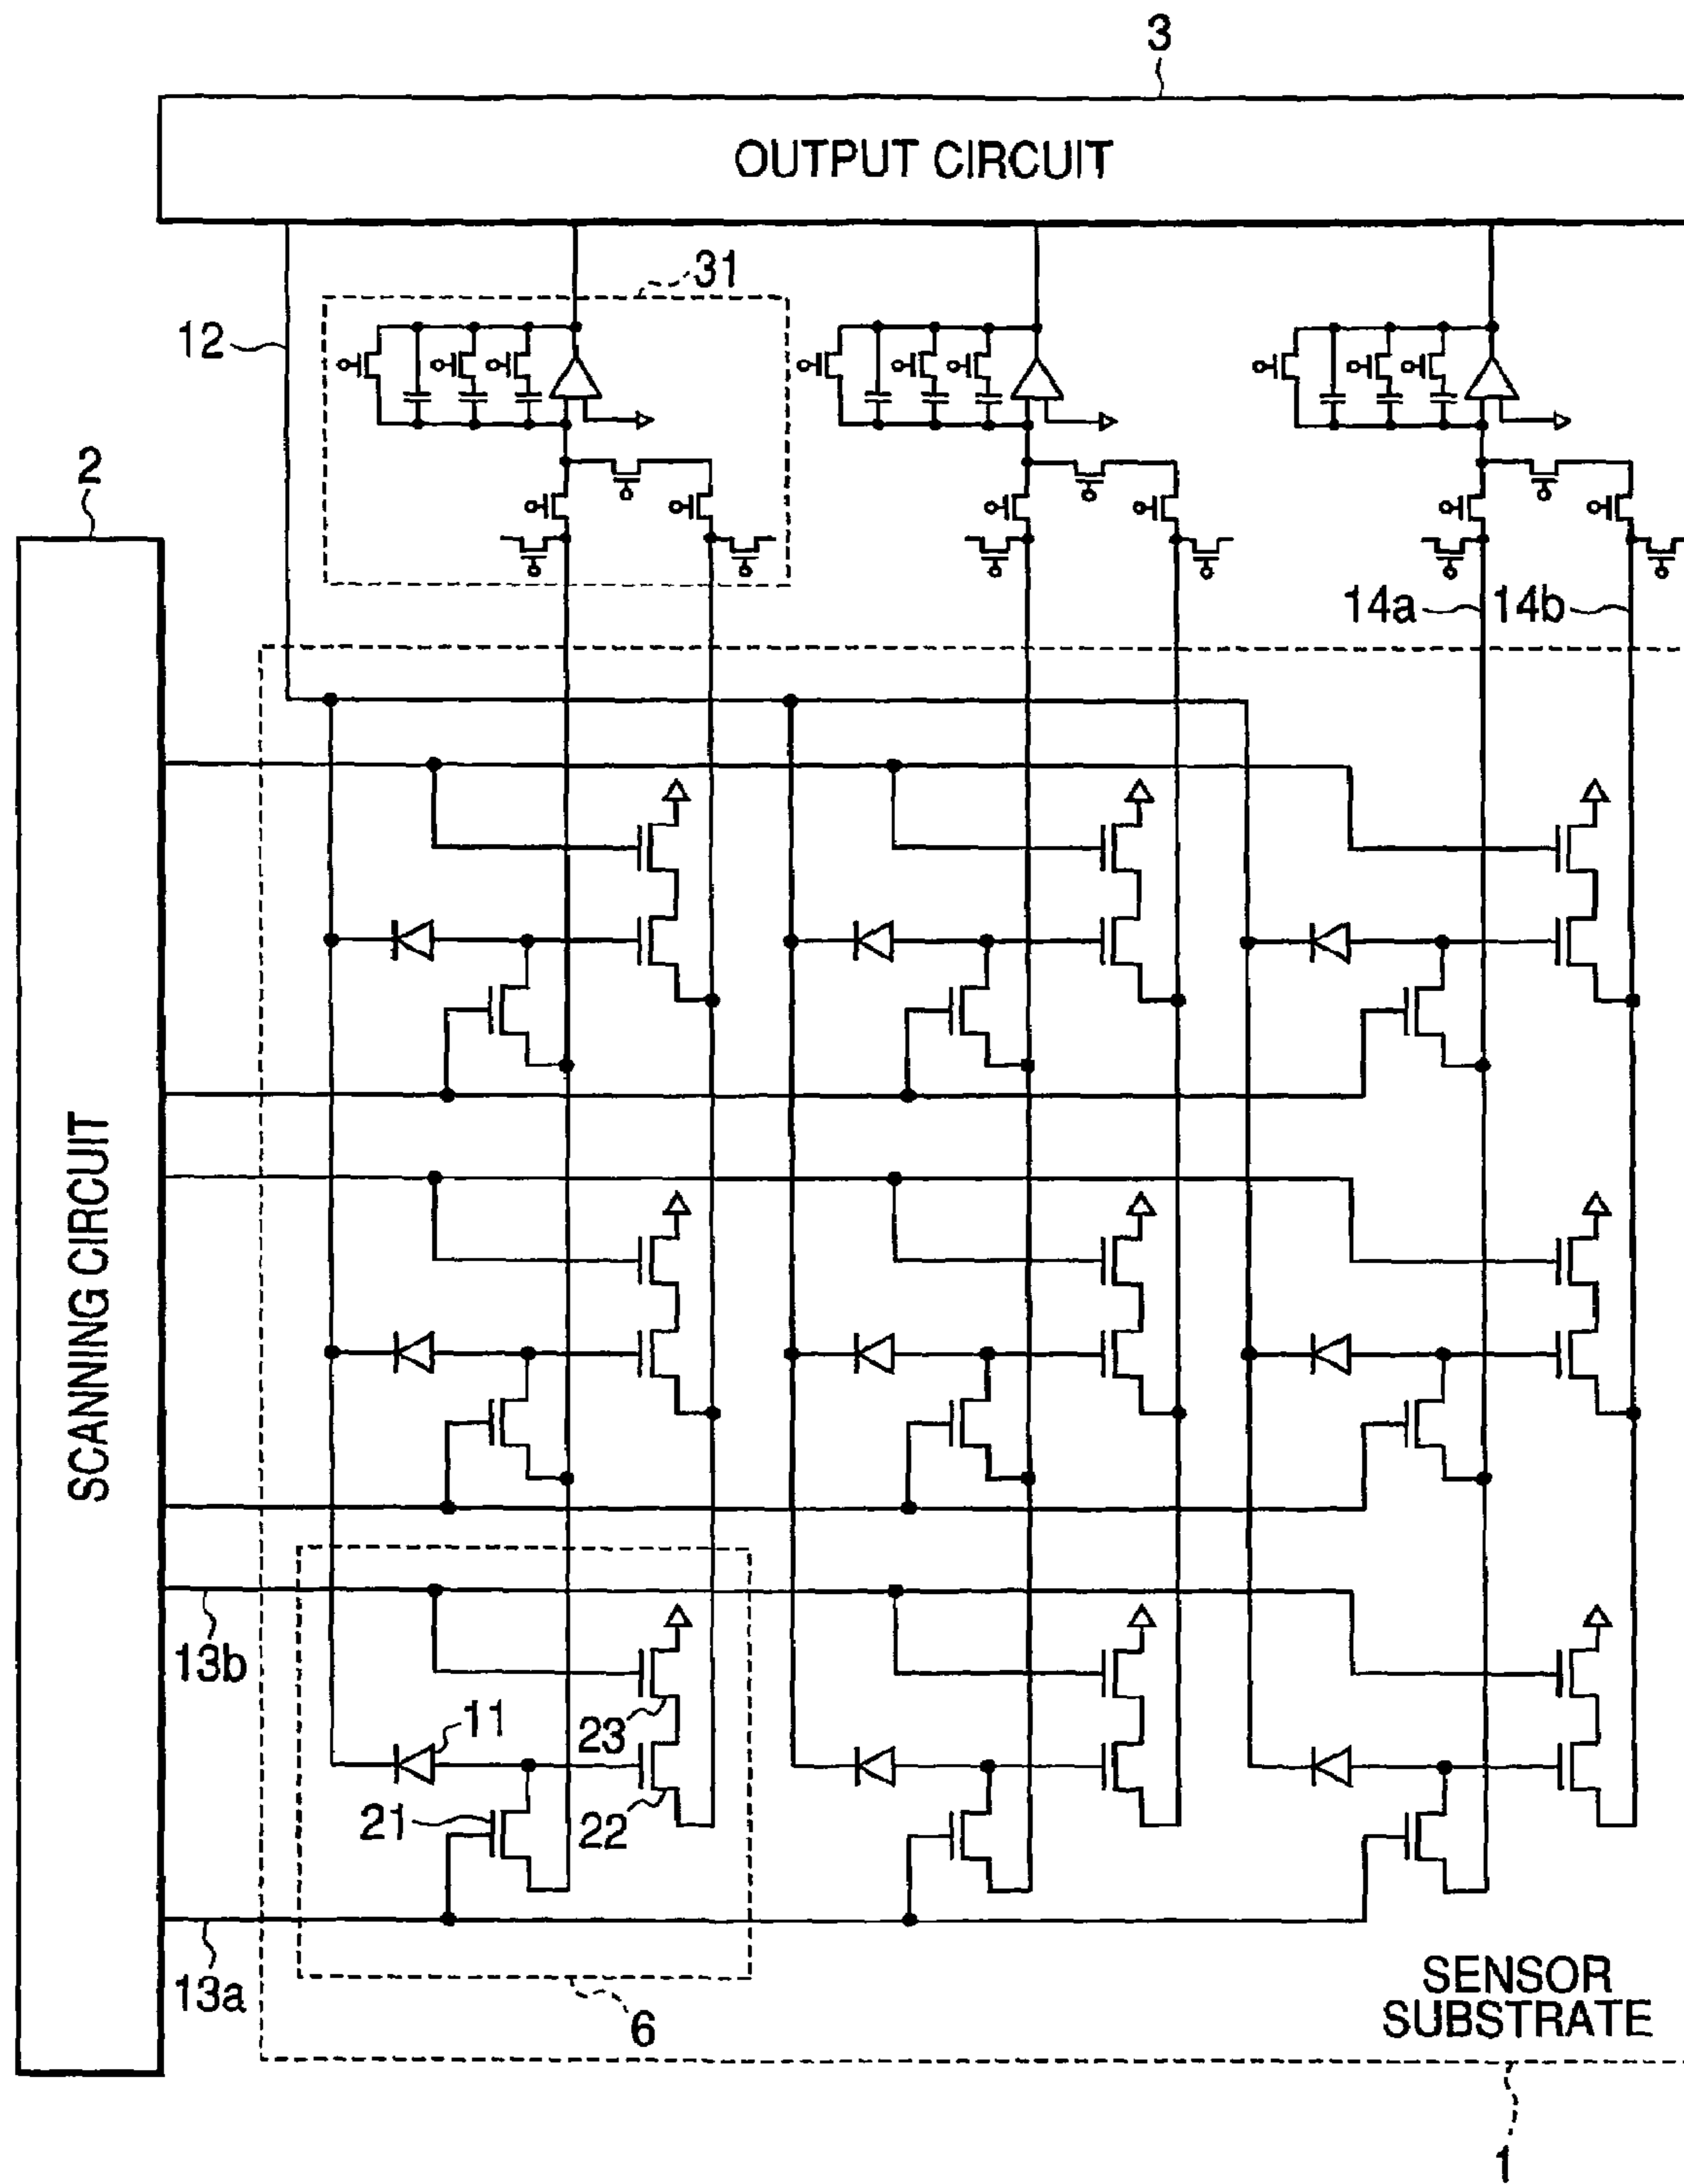 3
OUTPUT CIRCUIT
31
12
2
14a
14b
SCANNING CIRCUIT
13b
11
23
21
22
13a
SENSOR
SUBSTRATE
6
1